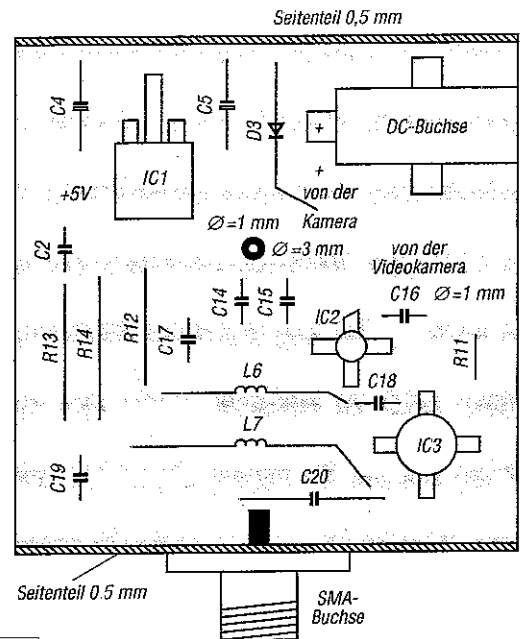 Seitenteil 0,5 mm
C4
C5
D3
+
DC-Buchse
IC1
+5V
+
von der
Kamera
Ø=1 mm
Ø=3 mm
C2
von der
Videokamera
C16 Ø=1 mm
C14
C15
IC2
R13
R14
R12
C17
R11
L6
C18
L7
IC3
C19
C20
Seitenteil 0.5 mm
SMA-
Buchse